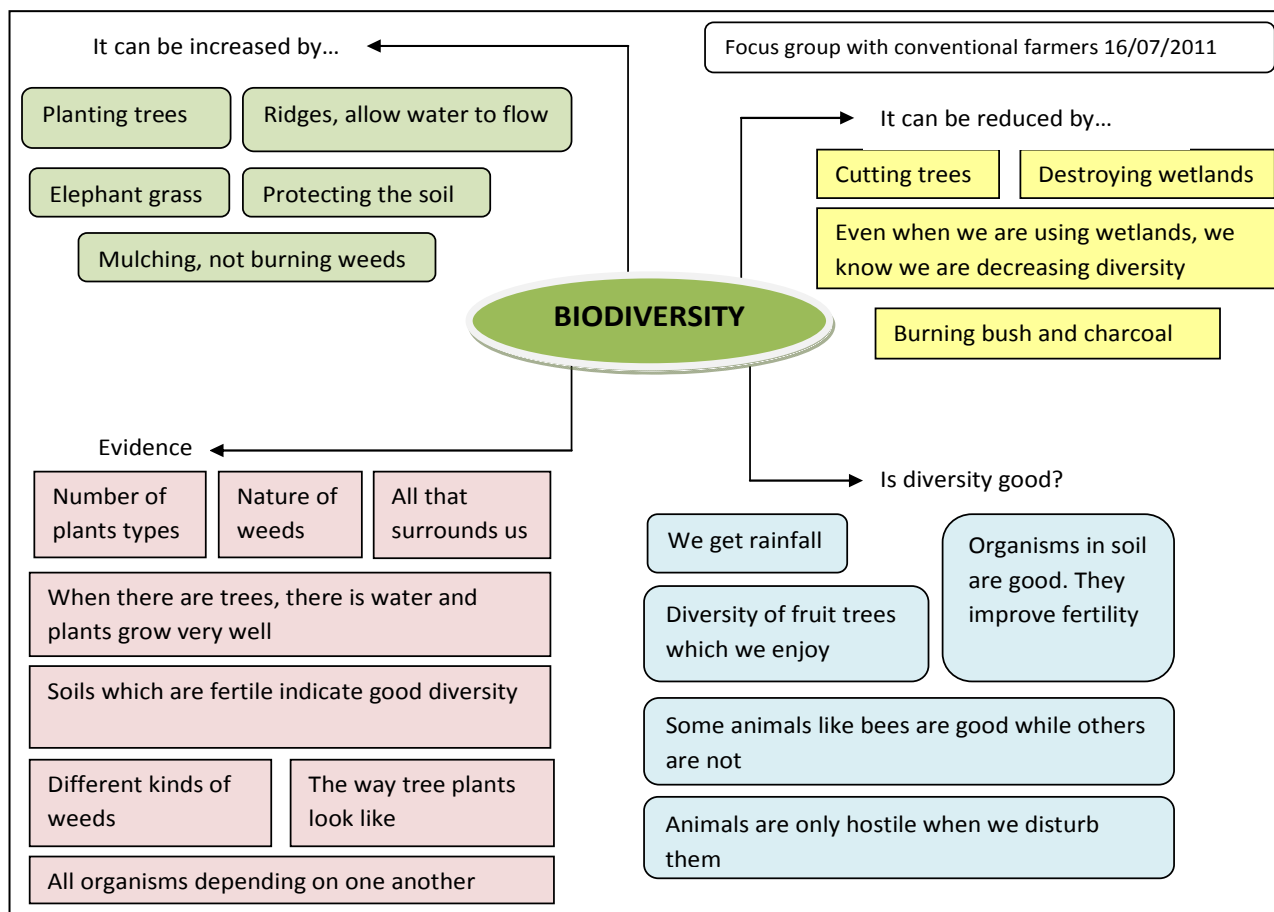 It can be increased by…
Planting trees
Ridges, allow water to flow
Elephant grass
Protecting the soil
Mulching, not burning weeds
Focus group with conventional farmers 16/07/2011
It can be reduced by…
Cutting trees
Destroying wetlands
Even when we are using wetlands, we
know we are decreasing diversity
Burning bush and charcoal
BIODIVERSITY
Evidence
Number of
plants types
Nature of
weeds
All that
surrounds us
When there are trees, there is water and
plants grow very well
Soils which are fertile indicate good diversity
Different kinds of
weeds
The way tree plants
look like
All organisms depending on one another
Is diversity good?
We get rainfall
Organisms in soil
are good. They
improve fertility
Diversity of fruit trees
which we enjoy
Some animals like bees are good while others
are not
Animals are only hostile when we disturb
them